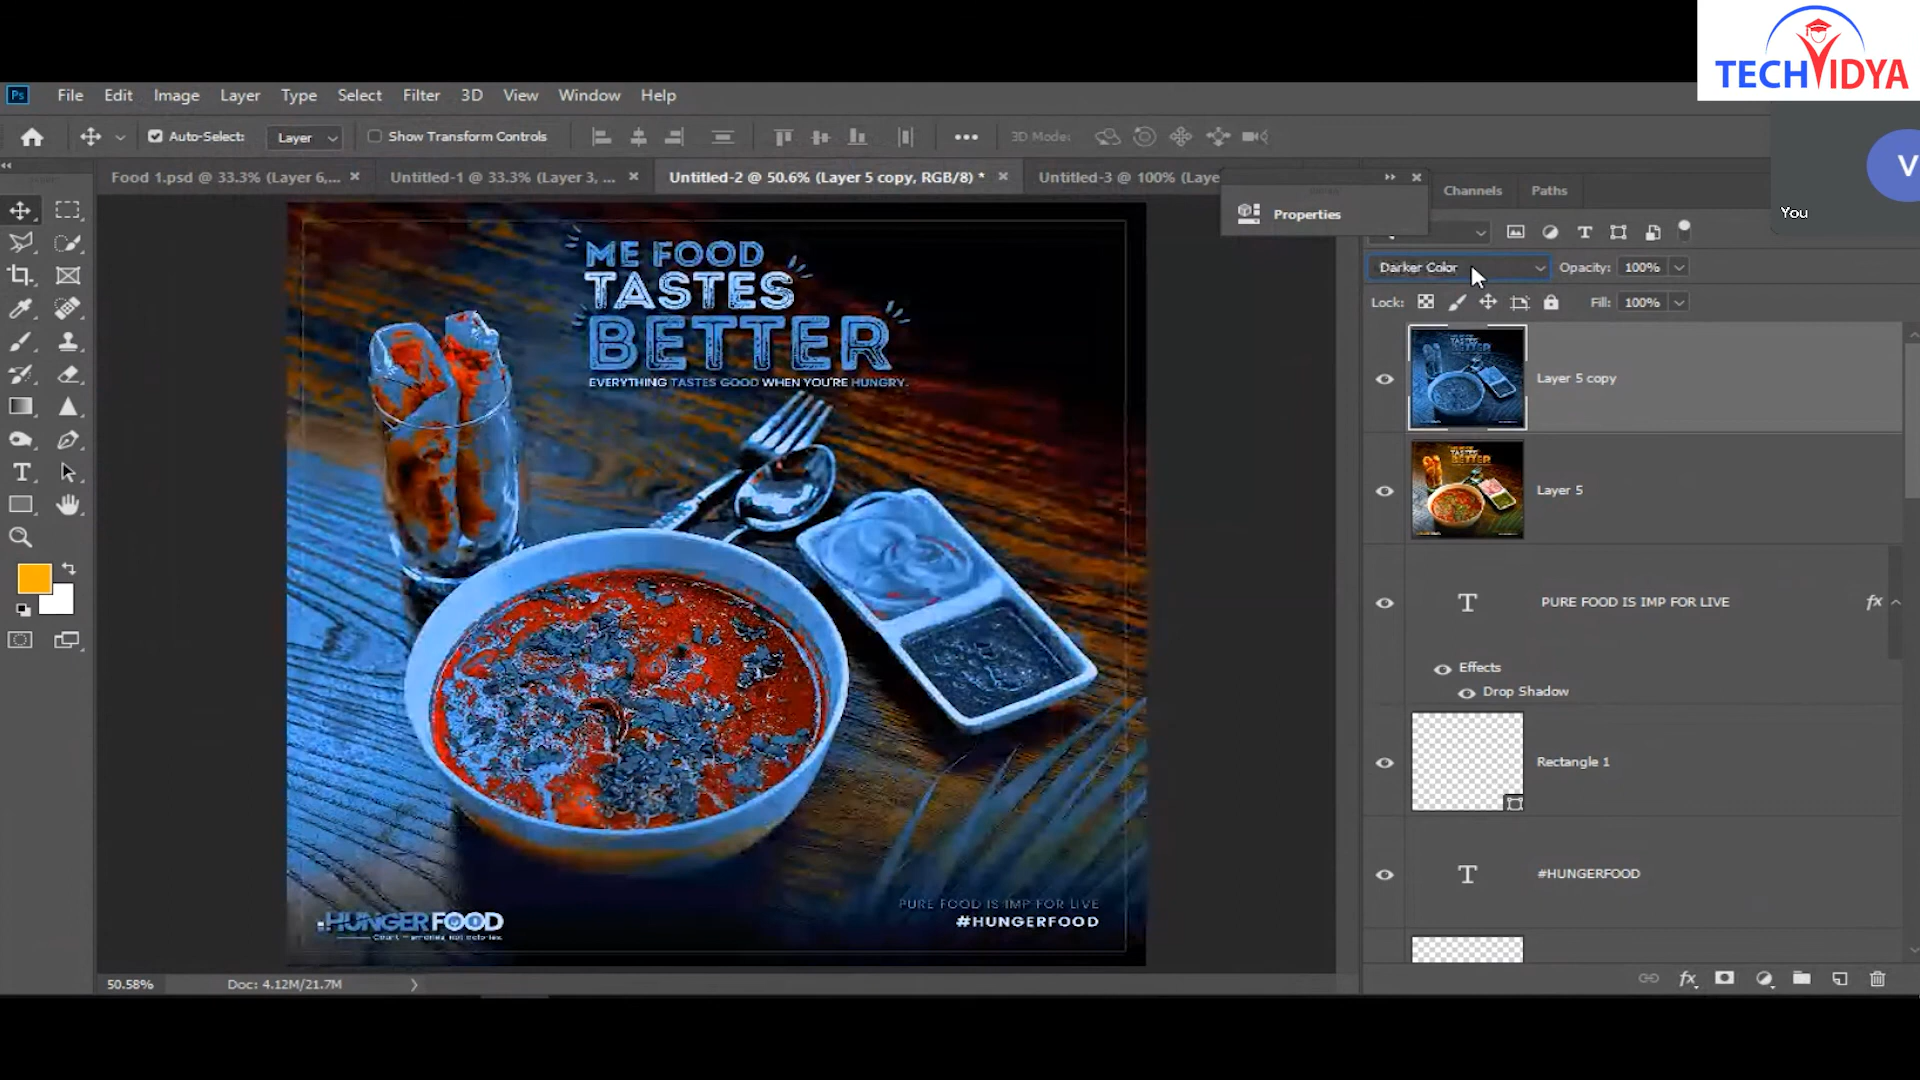 TECHVIDYA
V
You
Ps File Edit Image Layer Type Select Filter 3D View Window Help
Auto-Select: Layer Show Transform Controls 3D Mode:
Food 1.psd @ 33.3% (Layer 6,... × Untitled-1 @ 33.3% (Layer 3, ... × Untitled-2 @ 50.6% (Layer 5 copy, RGB/8) * × Untitled-3 @ 100% (Laye
Properties
Channels Paths
Darker Color Opacity: 100%
Lock: Fill: 100%
Layer 5 copy
Layer 5
T PURE FOOD IS IMP FOR LIVE fx
Effects
Drop Shadow
Rectangle 1
T #HUNGERFOOD
ME FOOD
TASTES
BETTER
EVERYTHING TASTES GOOD WHEN YOU'RE HUNGRY.
HUNGERFOOD
PURE FOOD IS IMP FOR LIVE
#HUNGERFOOD
50.58% Doc: 4.12M/21.7M